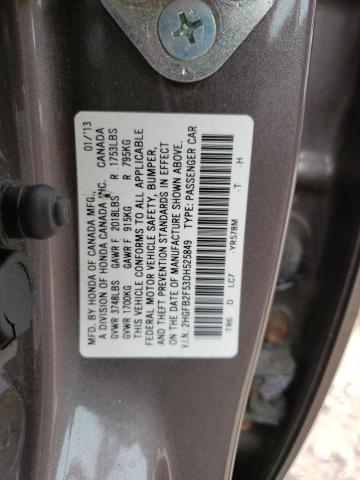 MFD. BY HONDA OF CANADA MFG., 01/'13
A DIVISION OF HONDA CANADA INC. CANADA
GVWR 3748LBS GAWR F 2018LBS R 1753LBS
GVWR 1700KG GAWR F 915KG R 795KG
THIS VEHICLE CONFORMS TO ALL APPLICABLE
FEDERAL MOTOR VEHICLE SAFETY, BUMPER,
AND THEFT PREVENTION STANDARDS IN EFFECT
ON THE DATE OF MANUFACTURE SHOWN ABOVE.
V.I.N.:2HGFB2F53DH525849 TYPE: PASSENGER CAR
YR578M -T -H
TR6 D LC7